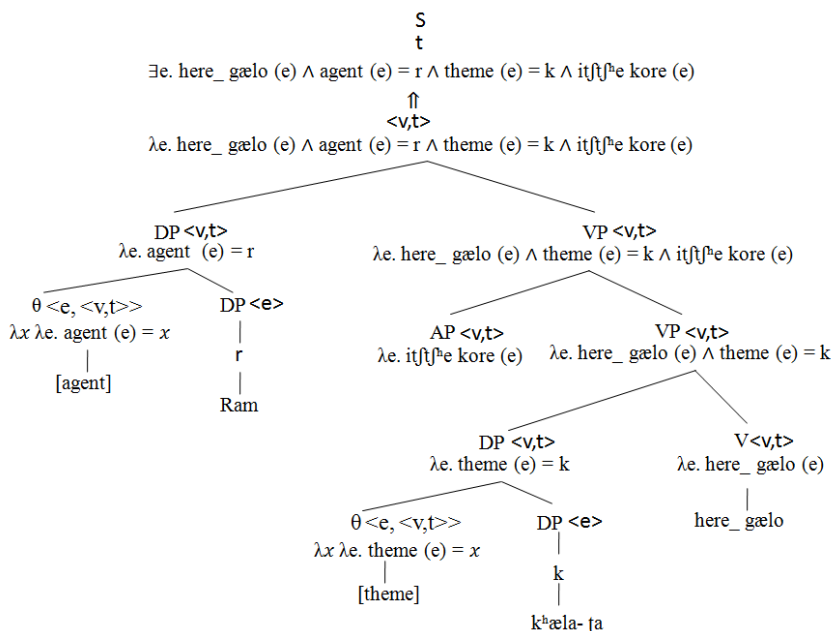 S
t
∃e. here_ gælo (e) ∧ agent (e) = r ∧ theme (e) = k ∧ itʃtʃʰe kore (e)
⇑
<v,t>
λe. here_ gælo (e) ∧ agent (e) = r ∧ theme (e) = k ∧ itʃtʃʰe kore (e)
DP <v,t> VP <v,t>
λe. agent (e) = r λe. here_ gælo (e) ∧ theme (e) = k ∧ itʃtʃʰe kore (e)
θ <e, <v,t>> DP <e> AP <v,t> VP <v,t>
λx λe. agent (e) = x r λe. itʃtʃʰe kore (e) λe. here_ gælo (e) ∧ theme (e) = k
[agent] Ram
DP <v,t> V<v,t>
λe. theme (e) = k λe. here_ gælo (e)
θ <e, <v,t>> DP <e> here_ gælo
λx λe. theme (e) = x k
[theme] kʰæla- ʈa